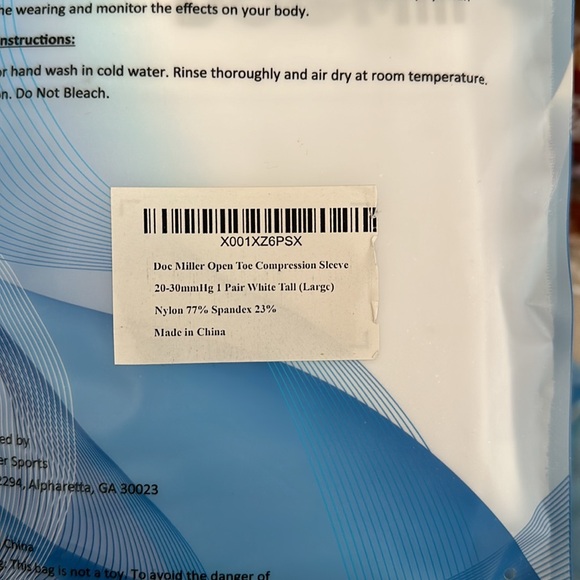 he wearing and monitor the effects on your body.
nstructions:
or hand wash in cold water. Rinse thoroughly and air dry at room temperature.
n. Do Not Bleach.
X001XZ6PSX
Doc Miller Open Toe Compression Sleeve
20-30mmHg 1 Pair White Tall (Large)
Nylon 77% Spandex 23%
Made in China
ed by
er Sports
2294, Alpharetta, GA 30023
China
g: This bag is not a toy. To avoid the danger of